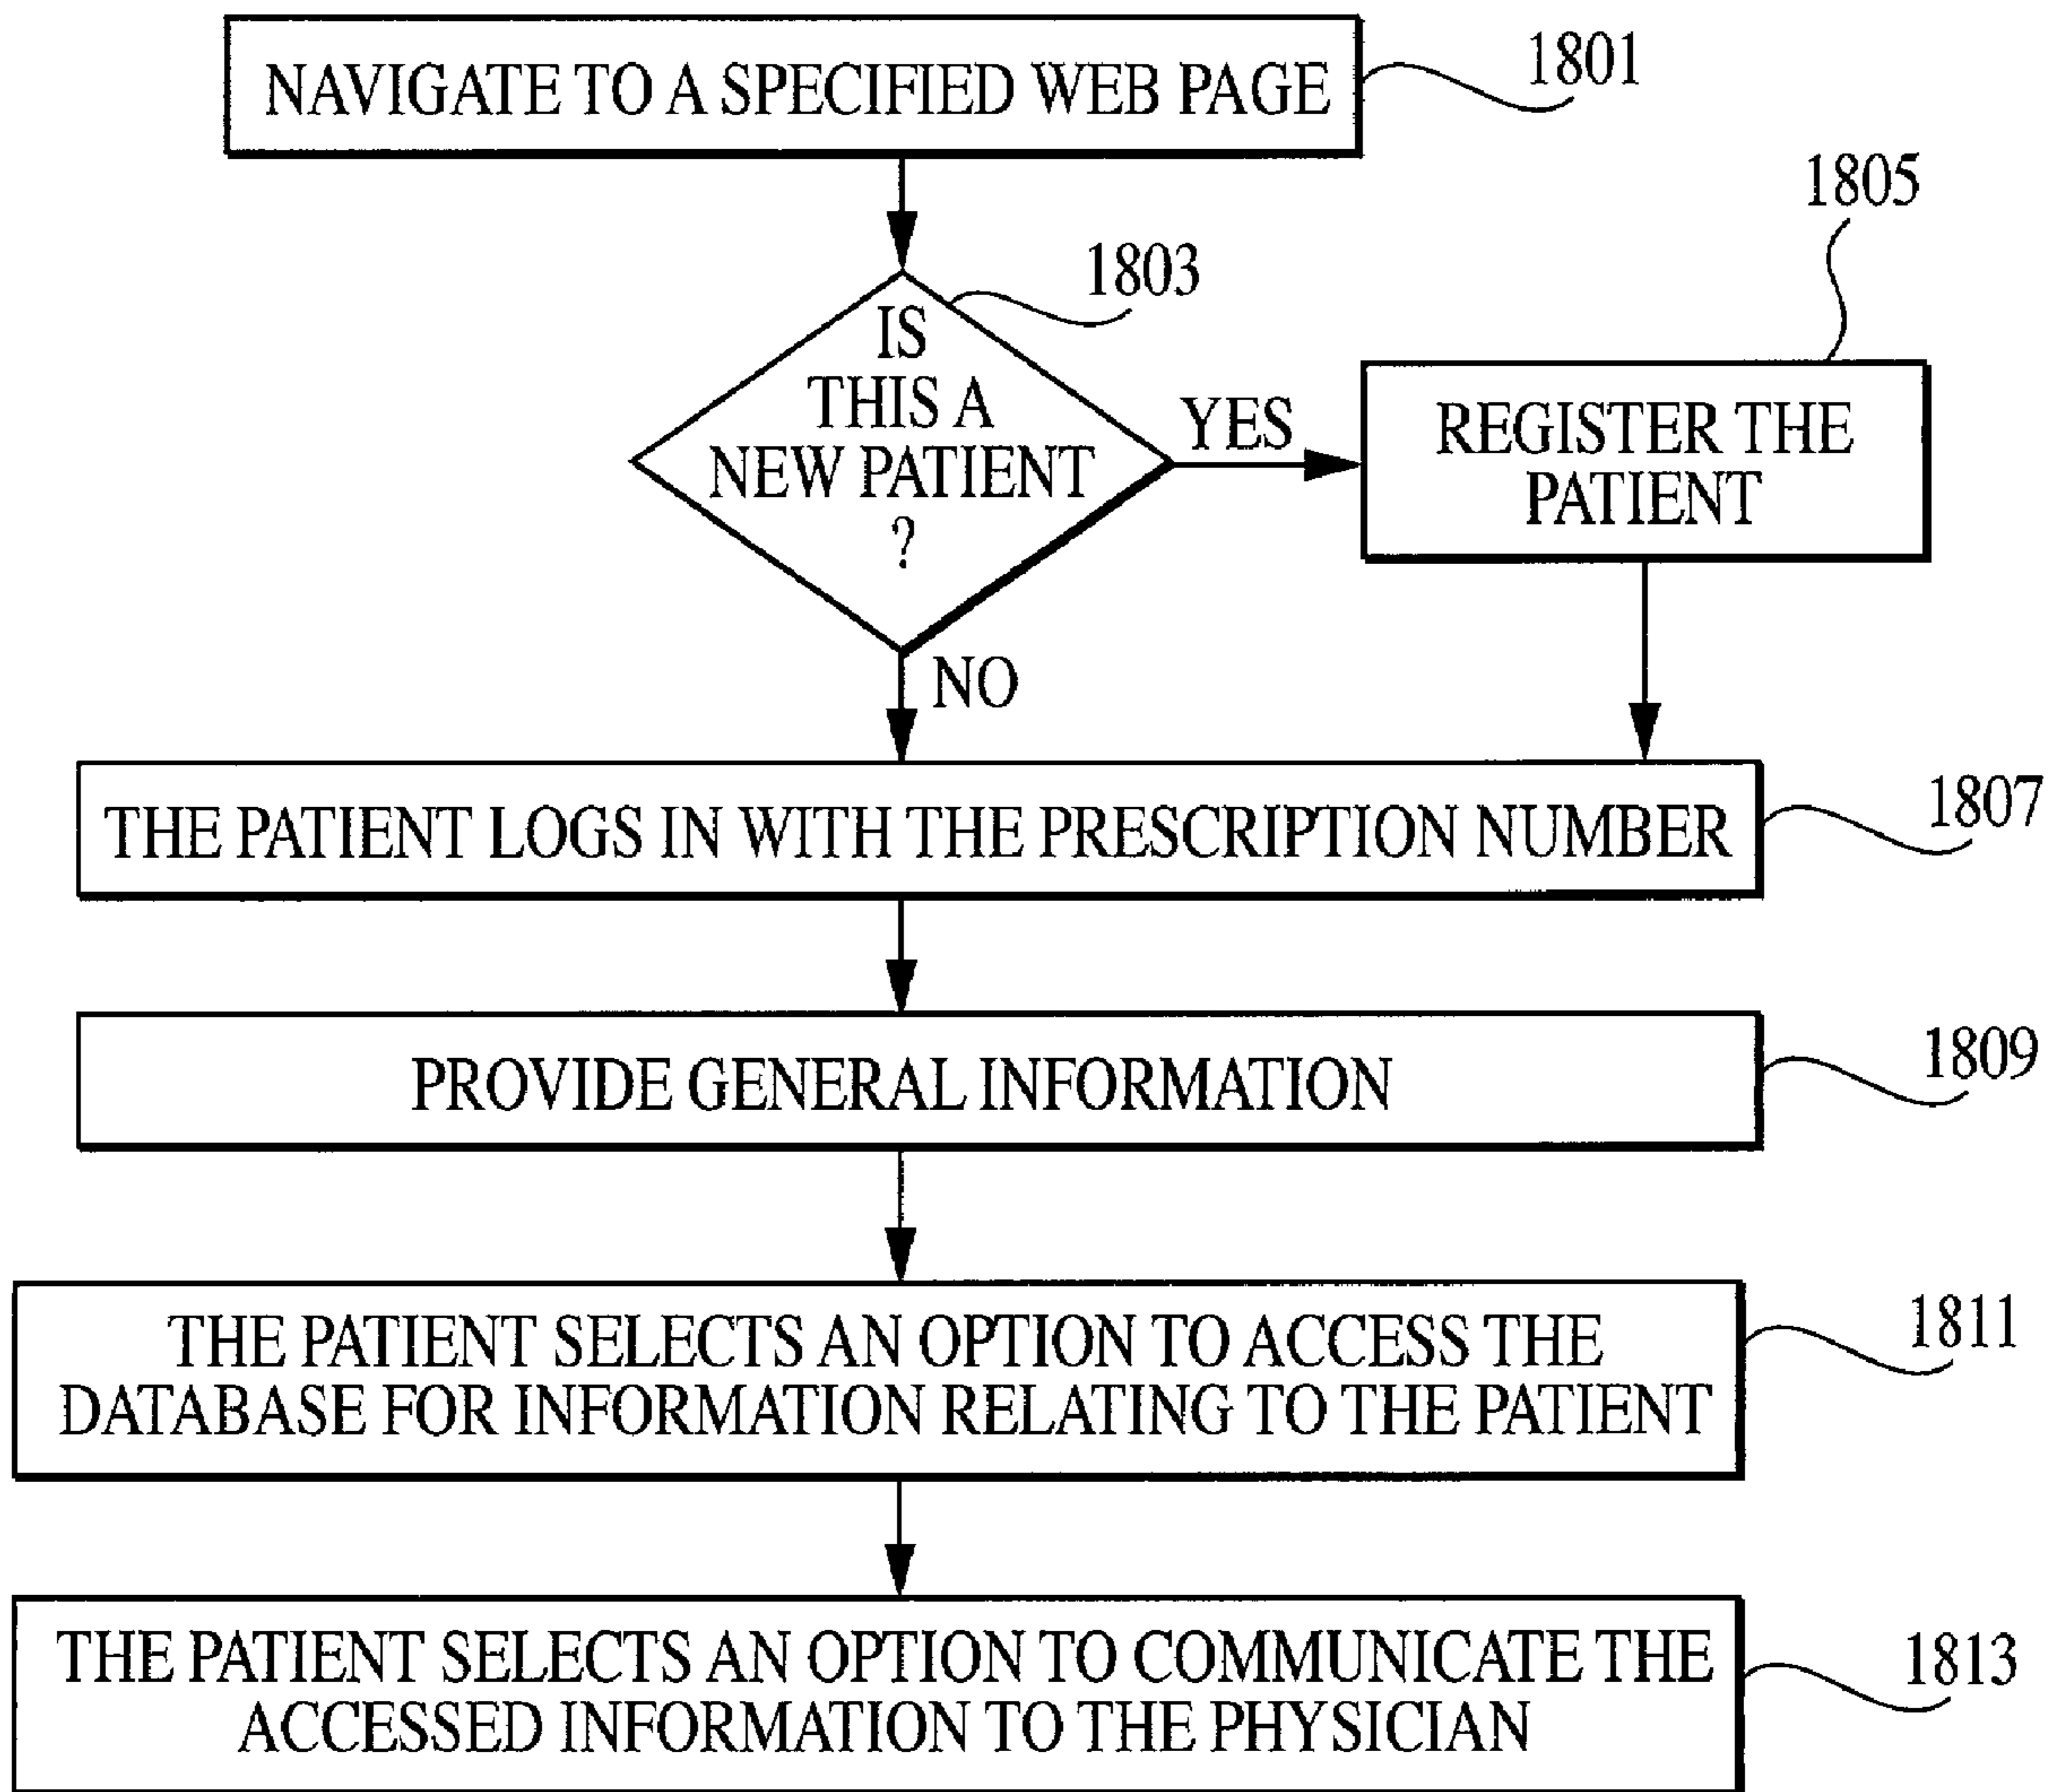 NAVIGATE TO A SPECIFIED WEB PAGE
1801
1805
1803
IS
THIS A
NEW PATIENT
?
YES
REGISTER THE
PATIENT
NO
THE PATIENT LOGS IN WITH THE PRESCRIPTION NUMBER
1807
PROVIDE GENERAL INFORMATION
1809
THE PATIENT SELECTS AN OPTION TO ACCESS THE
DATABASE FOR INFORMATION RELATING TO THE PATIENT
1811
THE PATIENT SELECTS AN OPTION TO COMMUNICATE THE
ACCESSED INFORMATION TO THE PHYSICIAN
1813